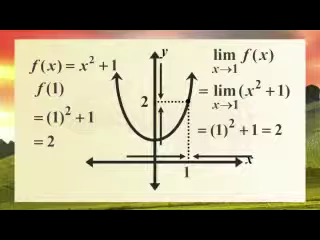 f(x) = x² + 1
f(1)
= (1)² + 1
= 2
y
2
1
x
lim f(x)
x→1
= lim (x² + 1)
x→1
= (1)² + 1 = 2